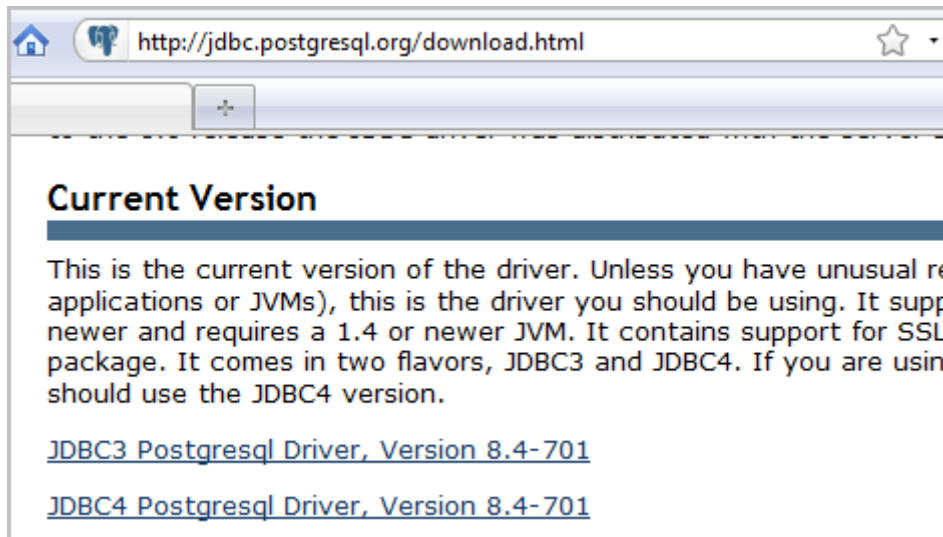 http://jdbc.postgresql.org/download.html
Current Version
This is the current version of the driver. Unless you have unusual re
applications or JVMs), this is the driver you should be using. It supp
newer and requires a 1.4 or newer JVM. It contains support for SSL
package. It comes in two flavors, JDBC3 and JDBC4. If you are usin
should use the JDBC4 version.
JDBC3 Postgresql Driver, Version 8.4-701
JDBC4 Postgresql Driver, Version 8.4-701